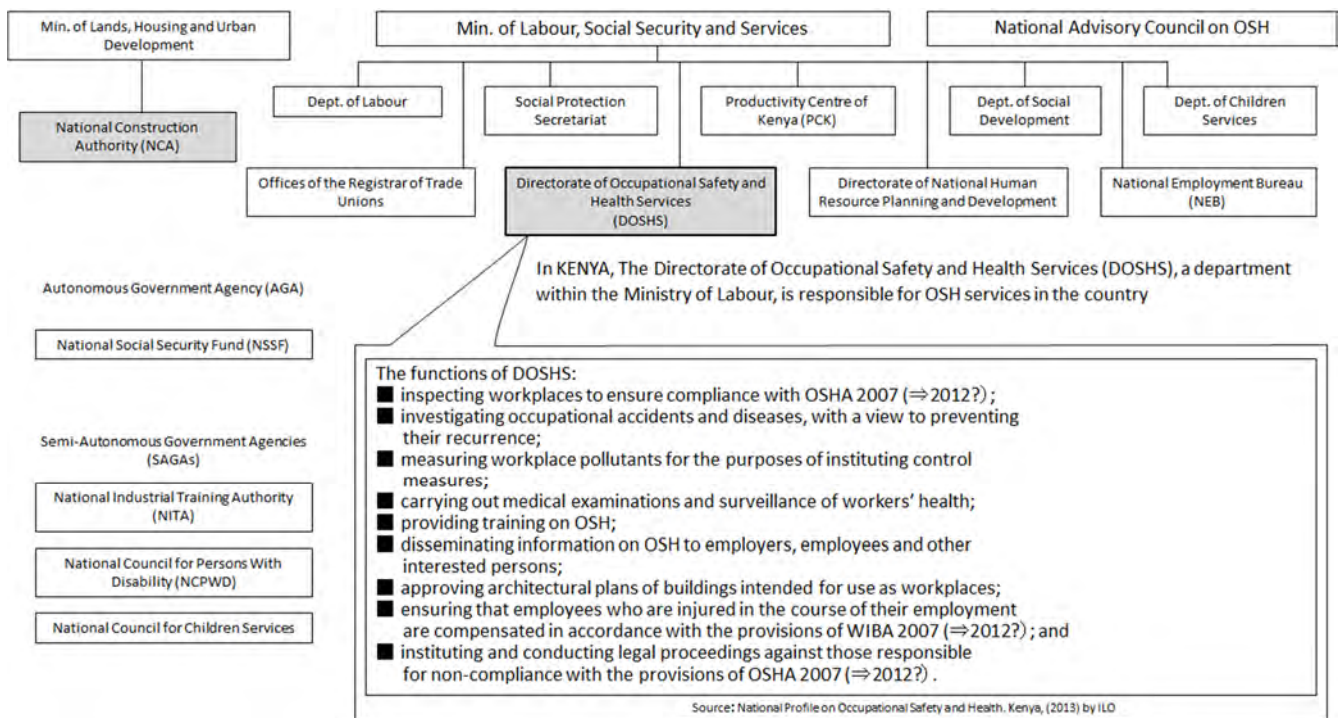 Min. of Lands, Housing and Urban
Development
Min. of Labour, Social Security and Services
National Advisory Council on OSH
Dept. of Labour
Social Protection
Secretariat
Productivity Centre of
Kenya (PCK)
Dept. of Social
Development
Dept. of Children
Services
National Construction
Authority (NCA)
Offices of the Registrar of Trade
Unions
Directorate of Occupational Safety and
Health Services
(DOSHS)
Directorate of National Human
Resource Planning and Development
National Employment Bureau
(NEB)
In KENYA, The Directorate of Occupational Safety and Health Services (DOSHS), a department
within the Ministry of Labour, is responsible for OSH services in the country
Autonomous Government Agency (AGA)
National Social Security Fund (NSSF)
Semi-Autonomous Government Agencies
(SAGAs)
National Industrial Training Authority
(NITA)
National Council for Persons With
Disability (NCPWD)
National Council for Children Services
The functions of DOSHS:
■ inspecting workplaces to ensure compliance with OSHA 2007 (⇒2012?);
■ investigating occupational accidents and diseases, with a view to preventing
their recurrence;
■ measuring workplace pollutants for the purposes of instituting control
measures;
■ carrying out medical examinations and surveillance of workers' health;
■ providing training on OSH;
■ disseminating information on OSH to employers, employees and other
interested persons;
■ approving architectural plans of buildings intended for use as workplaces;
■ ensuring that employees who are injured in the course of their employment
are compensated in accordance with the provisions of WIBA 2007 (⇒2012?); and
■ instituting and conducting legal proceedings against those responsible
for non-compliance with the provisions of OSHA 2007 (⇒2012?).
Source: National Profile on Occupational Safety and Health. Kenya, (2013) by ILO